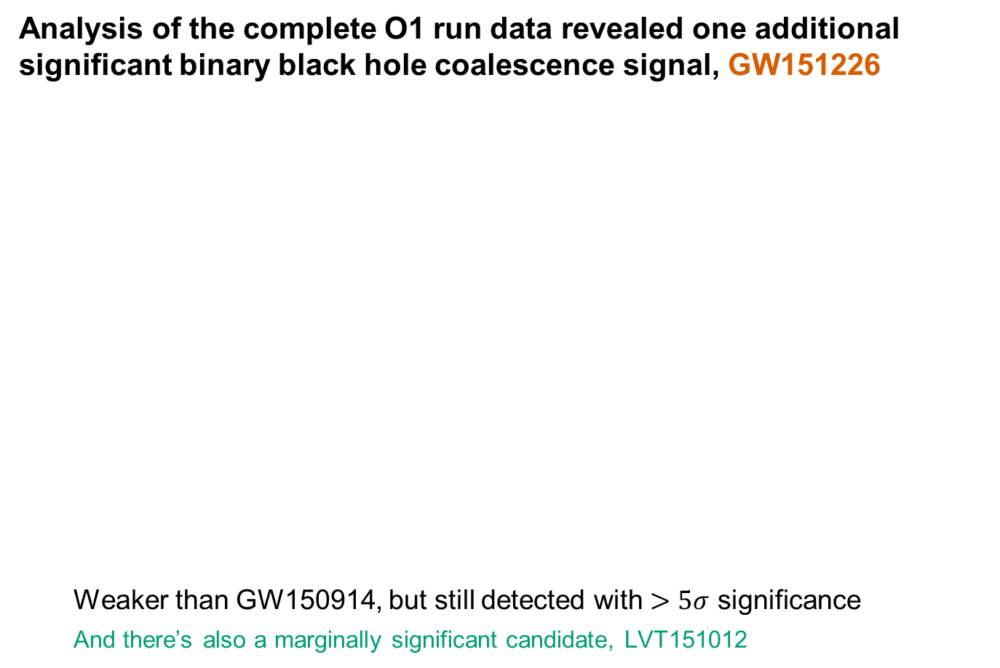 Analysis of the complete O1 run data revealed one additional
significant binary black hole coalescence signal, GW151226
Weaker than GW150914, but still detected with > 5σ significance
And there’s also a marginally significant candidate, LVT151012